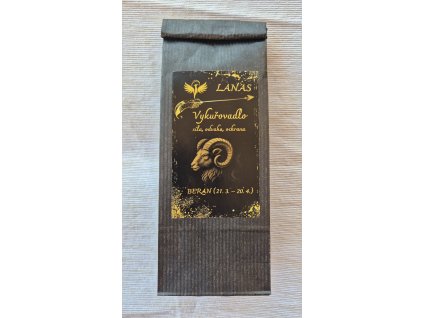 LANAS
Vykuřovadlo
síla, odvaha, ochrana
BERAN (21. 3. – 20. 4.)